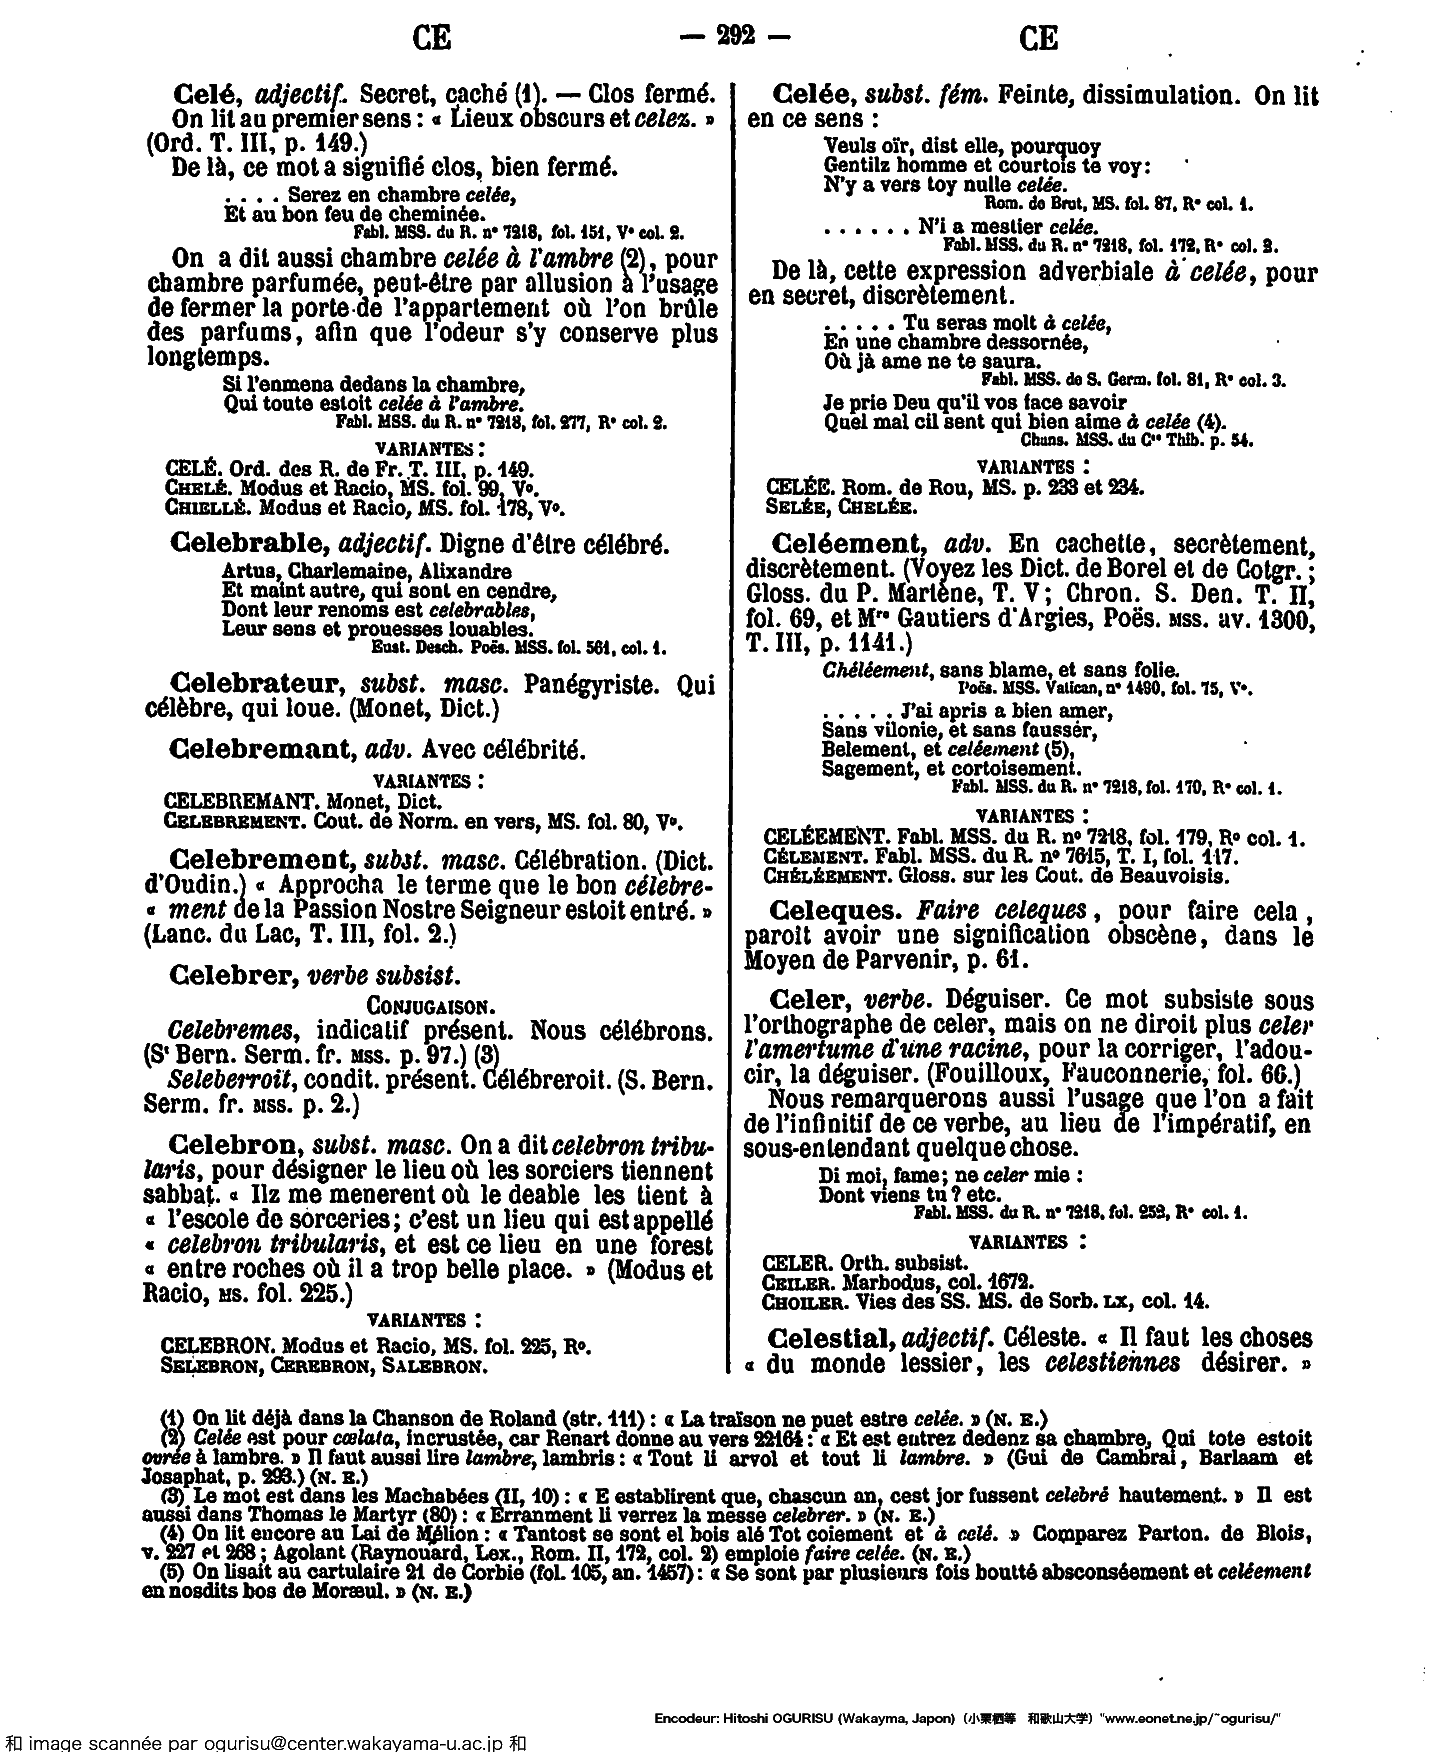 CE — 292 — CE
Celé, adjectif. Secret, caché (1). — Clos fermé.
On lit au premier sens : « Lieux obscurs et celez. »
(Ord. T. III, p. 149.)
De là, ce mot a signifié clos, bien fermé.
. . . . Serez en chambre celée,
Et au bon feu de cheminée.
Fabl. MSS. du R. nº 7218, fol. 151, Vº col. 2.
On a dit aussi chambre celée à l'ambre (2), pour
chambre parfumée, peut-être par allusion à l'usage
de fermer la porte de l'appartement où l'on brûle
des parfums, afin que l'odeur s'y conserve plus
longtemps.
Si l'enmena dedans la chambre,
Qui toute estoit celée à l'ambre.
Fabl. MSS. du R. nº 7218, fol. 277, Rº col. 2.
VARIANTES :
CELÉ. Ord. des R. de Fr. T. III, p. 149.
CHELÉ. Modus et Racio, MS. fol. 99, Vº.
CHIELLÉ. Modus et Racio, MS. fol. 178, Vº.
Celebrable, adjectif. Digne d'être célébré.
Artus, Charlemaine, Alixandre
Et maint autre, qui sont en cendre,
Dont leur renoms est celebrables,
Leur sens et prouesses louables.
Eust. Desch. Poës. MSS. fol. 561, col. 1.
Celebrateur, subst. masc. Panégyriste. Qui
célèbre, qui loue. (Monet, Dict.)
Celebremant, adv. Avec célébrité.
VARIANTES :
CELEBREMANT. Monet, Dict.
CELEBREMENT. Cout. de Norm. en vers, MS. fol. 80, Vº.
Celebrement, subst. masc. Célébration. (Dict.
d'Oudin.) « Approcha le terme que le bon célebre-
« ment de la Passion Nostre Seigneur estoit entré. »
(Lanc. du Lac, T. III, fol. 2.)
Celebrer, verbe subsist.
CONJUGAISON.
Celebremes, indicatif présent. Nous célébrons.
(St Bern. Serm. fr. MSS. p. 97.) (3)
Seleberroit, condit. présent. Célébreroit. (S. Bern.
Serm. fr. MSS. p. 2.)
Celebron, subst. masc. On a dit celebron tribu-
laris, pour désigner le lieu où les sorciers tiennent
sabbat. « Ilz me menerent où le deable les tient à
« l'escole de sorceries ; c'est un lieu qui est appellé
« celebron tribularis, et est ce lieu en une forest
« entre roches où il a trop belle place. » (Modus et
Racio, MS. fol. 225.)
VARIANTES :
CELEBRON. Modus et Racio, MS. fol. 225, Rº.
SELEBRON, CEREBRON, SALEBRON.
Celée, subst. fém. Feinte, dissimulation. On lit
en ce sens :
Veuls oïr, dist elle, pourquoy
Gentilz homme et courtois te voy :
N'y a vers toy nulle celée.
Rom. de Brut, MS. fol. 87, Rº col. 1.
. . . . . . N'i a mestier celée.
Fabl. MSS. du R. nº 7218, fol. 172, Rº col. 2.
De là, cette expression adverbiale à celée, pour
en secret, discrètement.
. . . . . Tu seras molt à celée,
En une chambre dessornée,
Où jà ame ne te saura.
Fabl. MSS. de S. Germ. fol. 81, Rº col. 3.
Je prie Deu qu'il vos face savoir
Quel mal cil sent qui bien aime à celée (4).
Chans. MSS. du Cte Thib. p. 54.
VARIANTES :
CELÉE. Rom. de Rou, MS. p. 233 et 234.
SELÉE, CHELÉE.
Celéement, adv. En cachette, secrètement,
discrètement. (Voyez les Dict. de Borel et de Cotgr. ;
Gloss. du P. Martène, T. V ; Chron. S. Den. T. II,
fol. 69, et Mre Gautiers d'Argies, Poës. MSS. av. 1300,
T. III, p. 1141.)
Chéléement, sans blame, et sans folie.
Poës. MSS. Vatican, nº 1490, fol. 75, Vº.
. . . . . J'ai apris a bien amer,
Sans vilonie, et sans fausser,
Belement, et celéement (5),
Sagement, et cortoisement.
Fabl. MSS. du R. nº 7218, fol. 170, Rº col. 1.
VARIANTES :
CELÉEMENT. Fabl. MSS. du R. nº 7218, fol. 179, Rº col. 1.
CÉLEMENT. Fabl. MSS. du R. nº 7615, T. I, fol. 117.
CHÉLÉEMENT. Gloss. sur les Cout. de Beauvoisis.
Celeques. Faire celeques, pour faire cela,
paroit avoir une signification obscène, dans le
Moyen de Parvenir, p. 61.
Celer, verbe. Déguiser. Ce mot subsiste sous
l'orthographe de celer, mais on ne diroit plus celer
l'amertume d'une racine, pour la corriger, l'adou-
cir, la déguiser. (Fouilloux, Fauconnerie, fol. 66.)
Nous remarquerons aussi l'usage que l'on a fait
de l'infinitif de ce verbe, au lieu de l'impératif, en
sous-entendant quelque chose.
Di moi, fame ; ne celer mie :
Dont viens tu ? etc.
Fabl. MSS. du R. nº 7218, fol. 252, Rº col. 1.
VARIANTES :
CELER. Orth. subsist.
CEILER. Marbodus, col. 1672.
CHOILER. Vies des SS. MS. de Sorb. LX, col. 14.
Celestial, adjectif. Céleste. « Il faut les choses
« du monde lessier, les celestiennes désirer. »
(1) On lit déjà dans la Chanson de Roland (str. 111) : « La traïson ne puet estre celée. » (N. E.)
(2) Celée est pour cælata, incrustée, car Renart donne au vers 22164 : « Et est entrez dedenz sa chambre, Qui tote estoit
ovrée à lambre. » Il faut aussi lire lambre, lambris : « Tout li arvol et tout li lambre. » (Gui de Cambrai, Barlaam et
Josaphat, p. 293.) (N. E.)
(3) Le mot est dans les Machabées (II, 10) : « E establirent que, chascun an, cest jor fussent celebré hautement. » Il est
aussi dans Thomas le Martyr (80) : « Erranment li verrez la messe celebrer. » (N. E.)
(4) On lit encore au Lai de Mélion : « Tantost se sont el bois alé Tot coiement et à celé. » Comparez Parton. de Blois,
v. 227 et 268 ; Agolant (Raynouard, Lex., Rom. II, 172, col. 2) emploie faire celée. (N. E.)
(5) On lisait au cartulaire 21 de Corbie (fol. 105, an. 1457) : « Se sont par plusieurs fois boutté absconséement et celéement
en nosdits bos de Moræul. » (N. E.)
Encodeur: Hitoshi OGURISU (Wakayma, Japon) (小栗栖等 和歌山大学) "www.eonet.ne.jp/~ogurisu/"
和 image scannée par ogurisu@center.wakayama-u.ac.jp 和